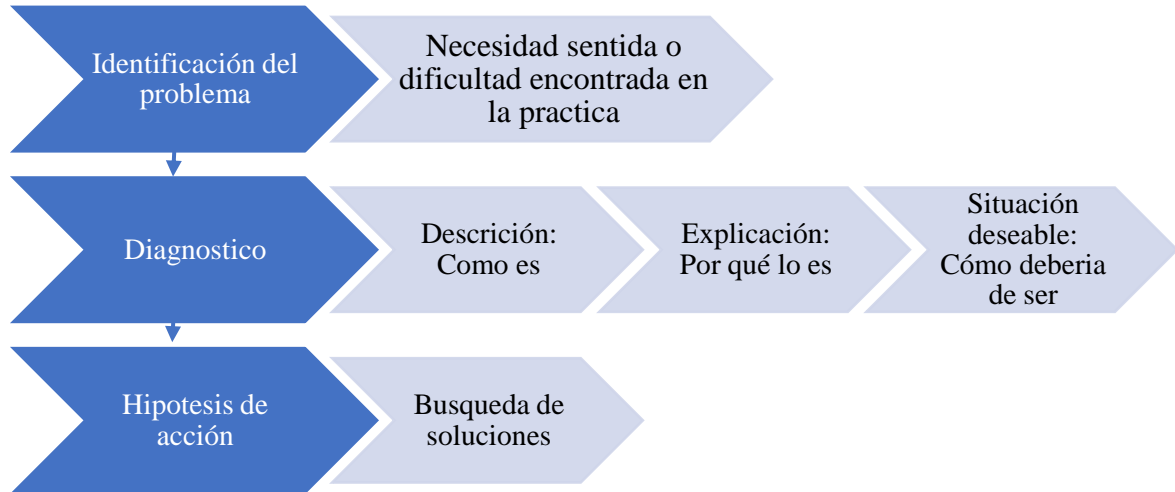 Identificación del
problema
Necesidad sentida o
dificultad encontrada en
la practica
Diagnostico
Descrición:
Como es
Explicación:
Por qué lo es
Situación
deseable:
Cómo deberia
de ser
Hipotesis de
acción
Busqueda de
soluciones